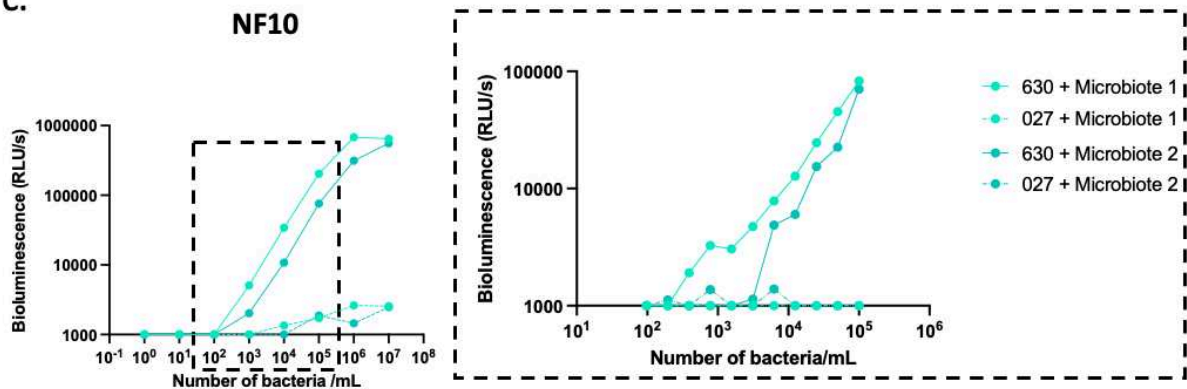 C.
NF10
Bioluminescence (RLU/s)
1000000
100000
10000
1000
10⁻¹ 10⁰ 10¹ 10² 10³ 10⁴ 10⁵ 10⁶ 10⁷ 10⁸
Number of bacteria /mL
Bioluminescence (RLU/s)
100000
10000
1000
10¹ 10² 10³ 10⁴ 10⁵ 10⁶
Number of bacteria/mL
630 + Microbiote 1
027 + Microbiote 1
630 + Microbiote 2
027 + Microbiote 2